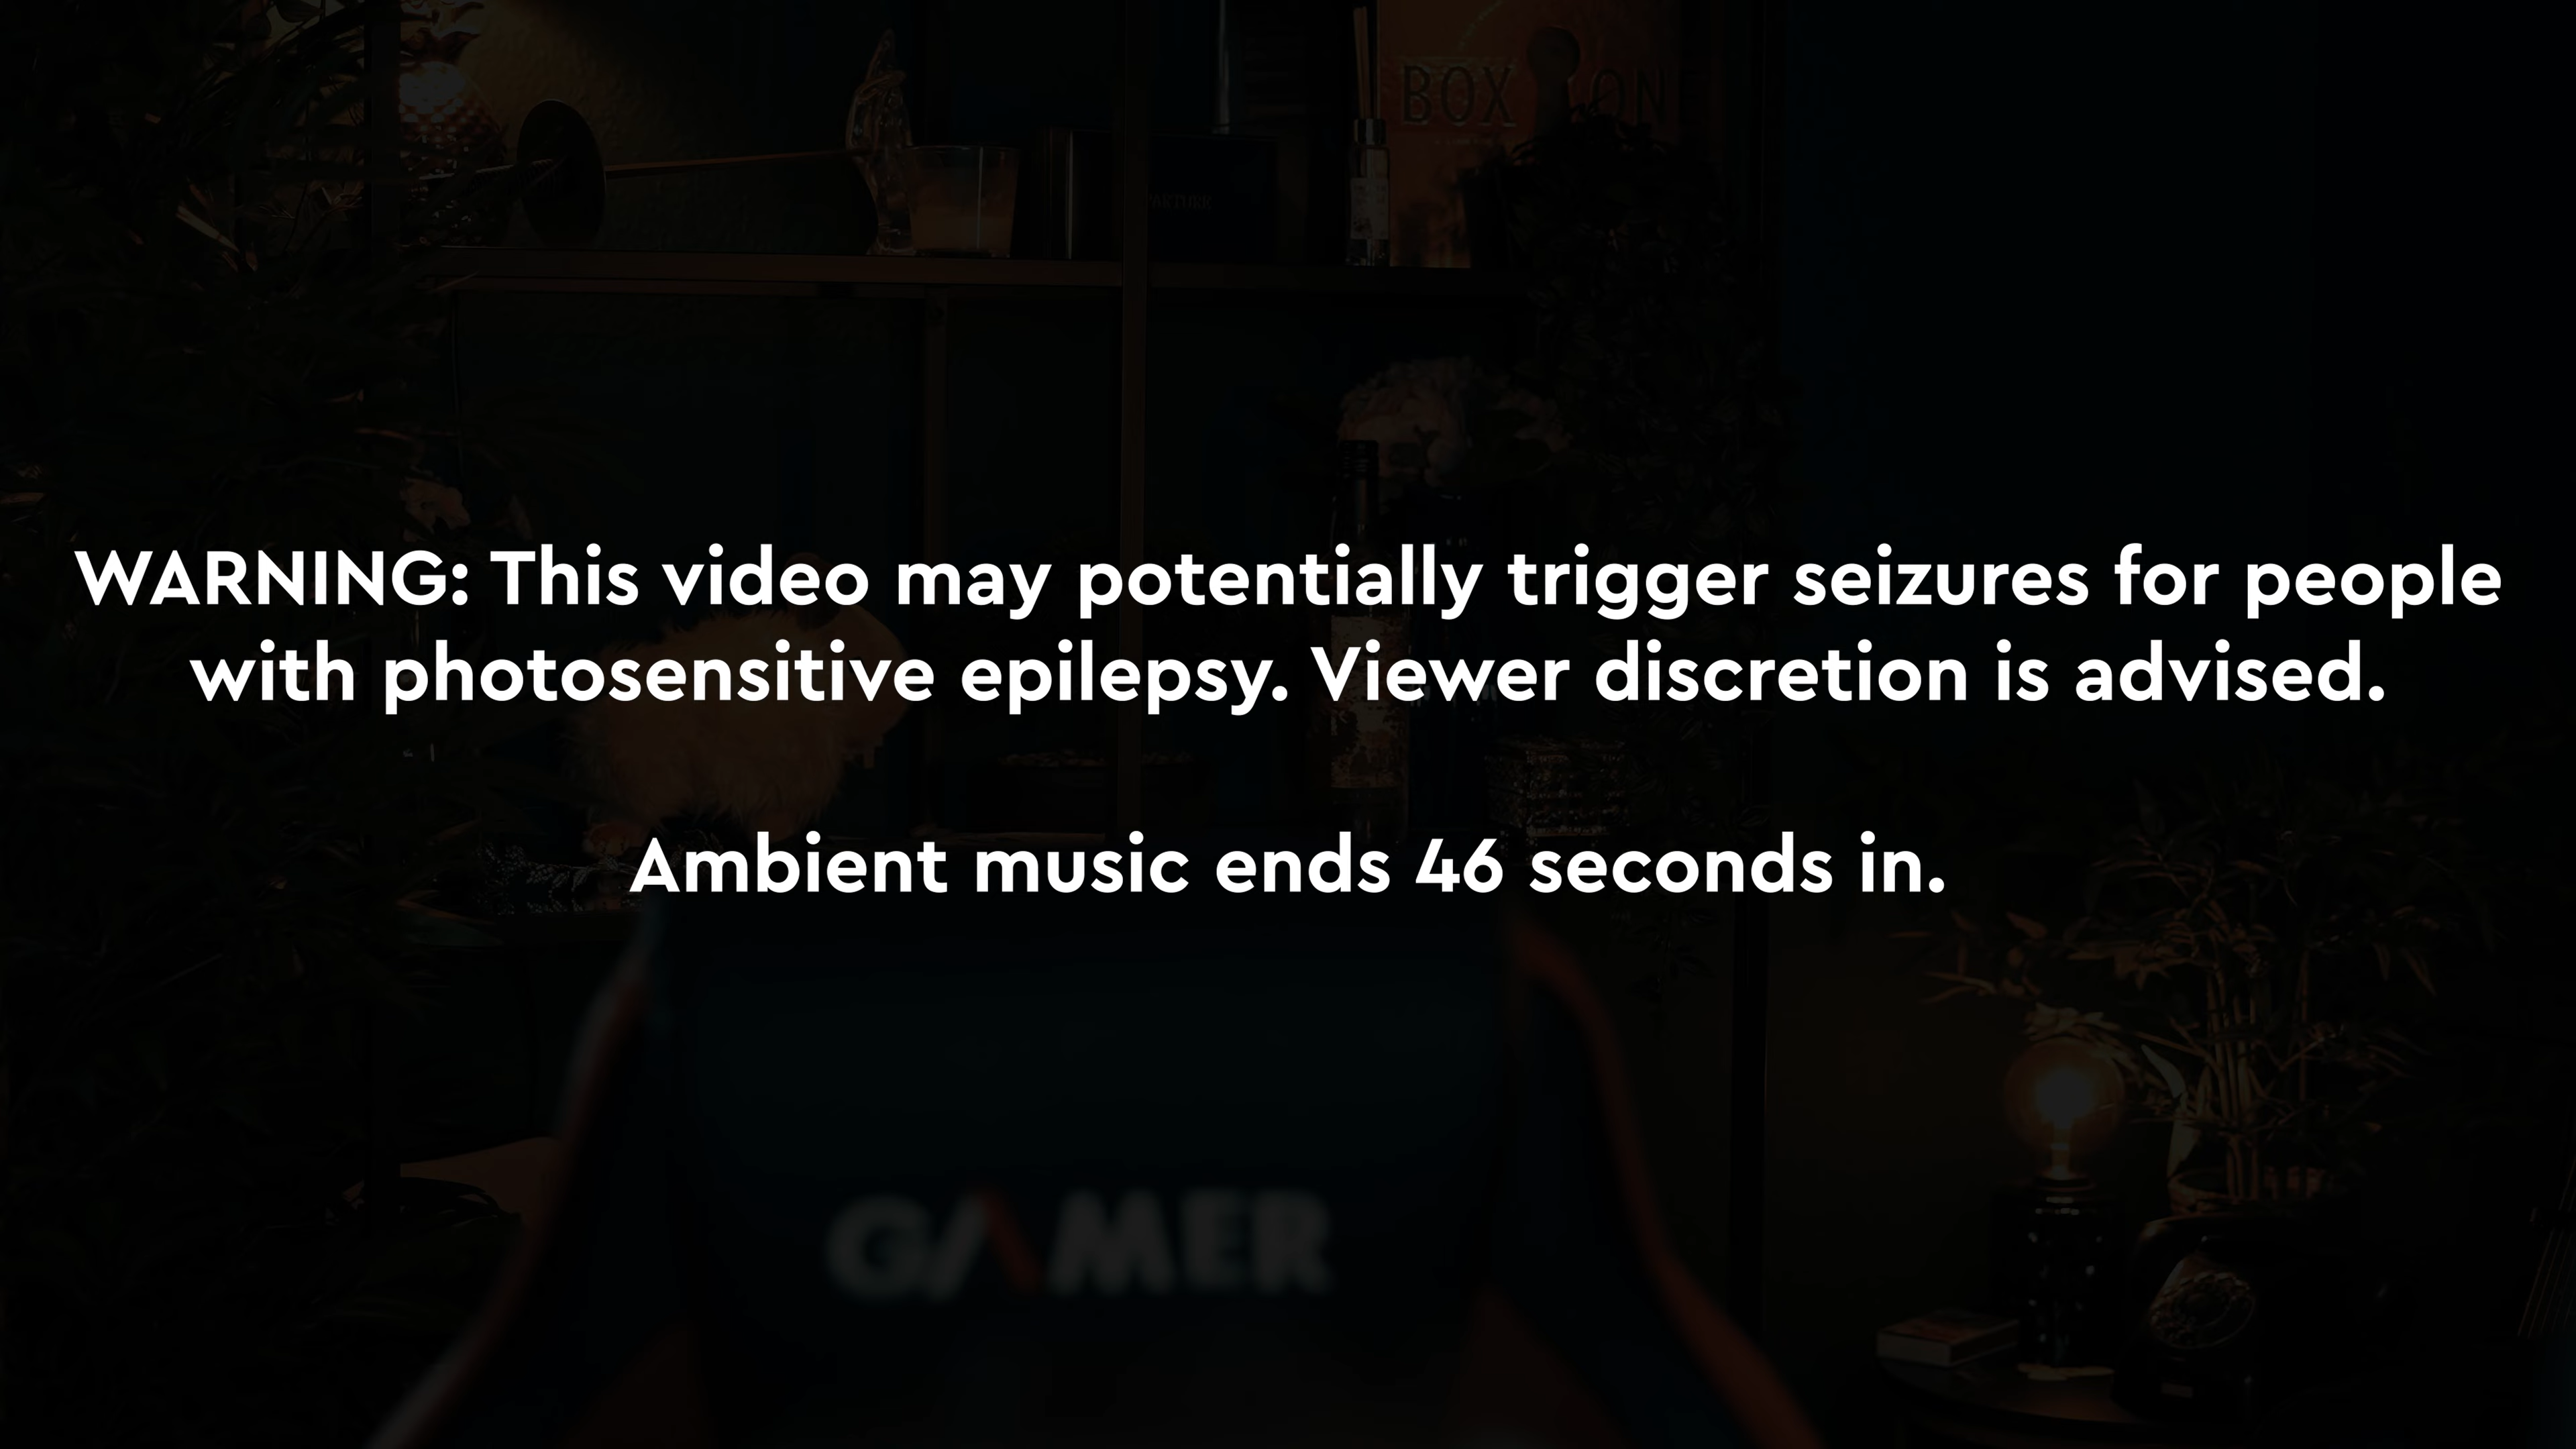 BOX ONE
WARNING: This video may potentially trigger seizures for people
with photosensitive epilepsy. Viewer discretion is advised.
Ambient music ends 46 seconds in.
GAMER